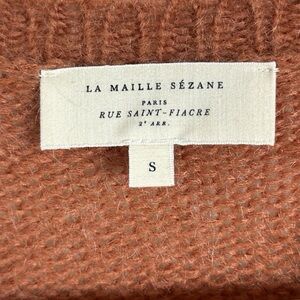 LA MAILLE SÉZANE
PARIS
RUE SAINT-FIACRE
2ᵉ ARR.
S